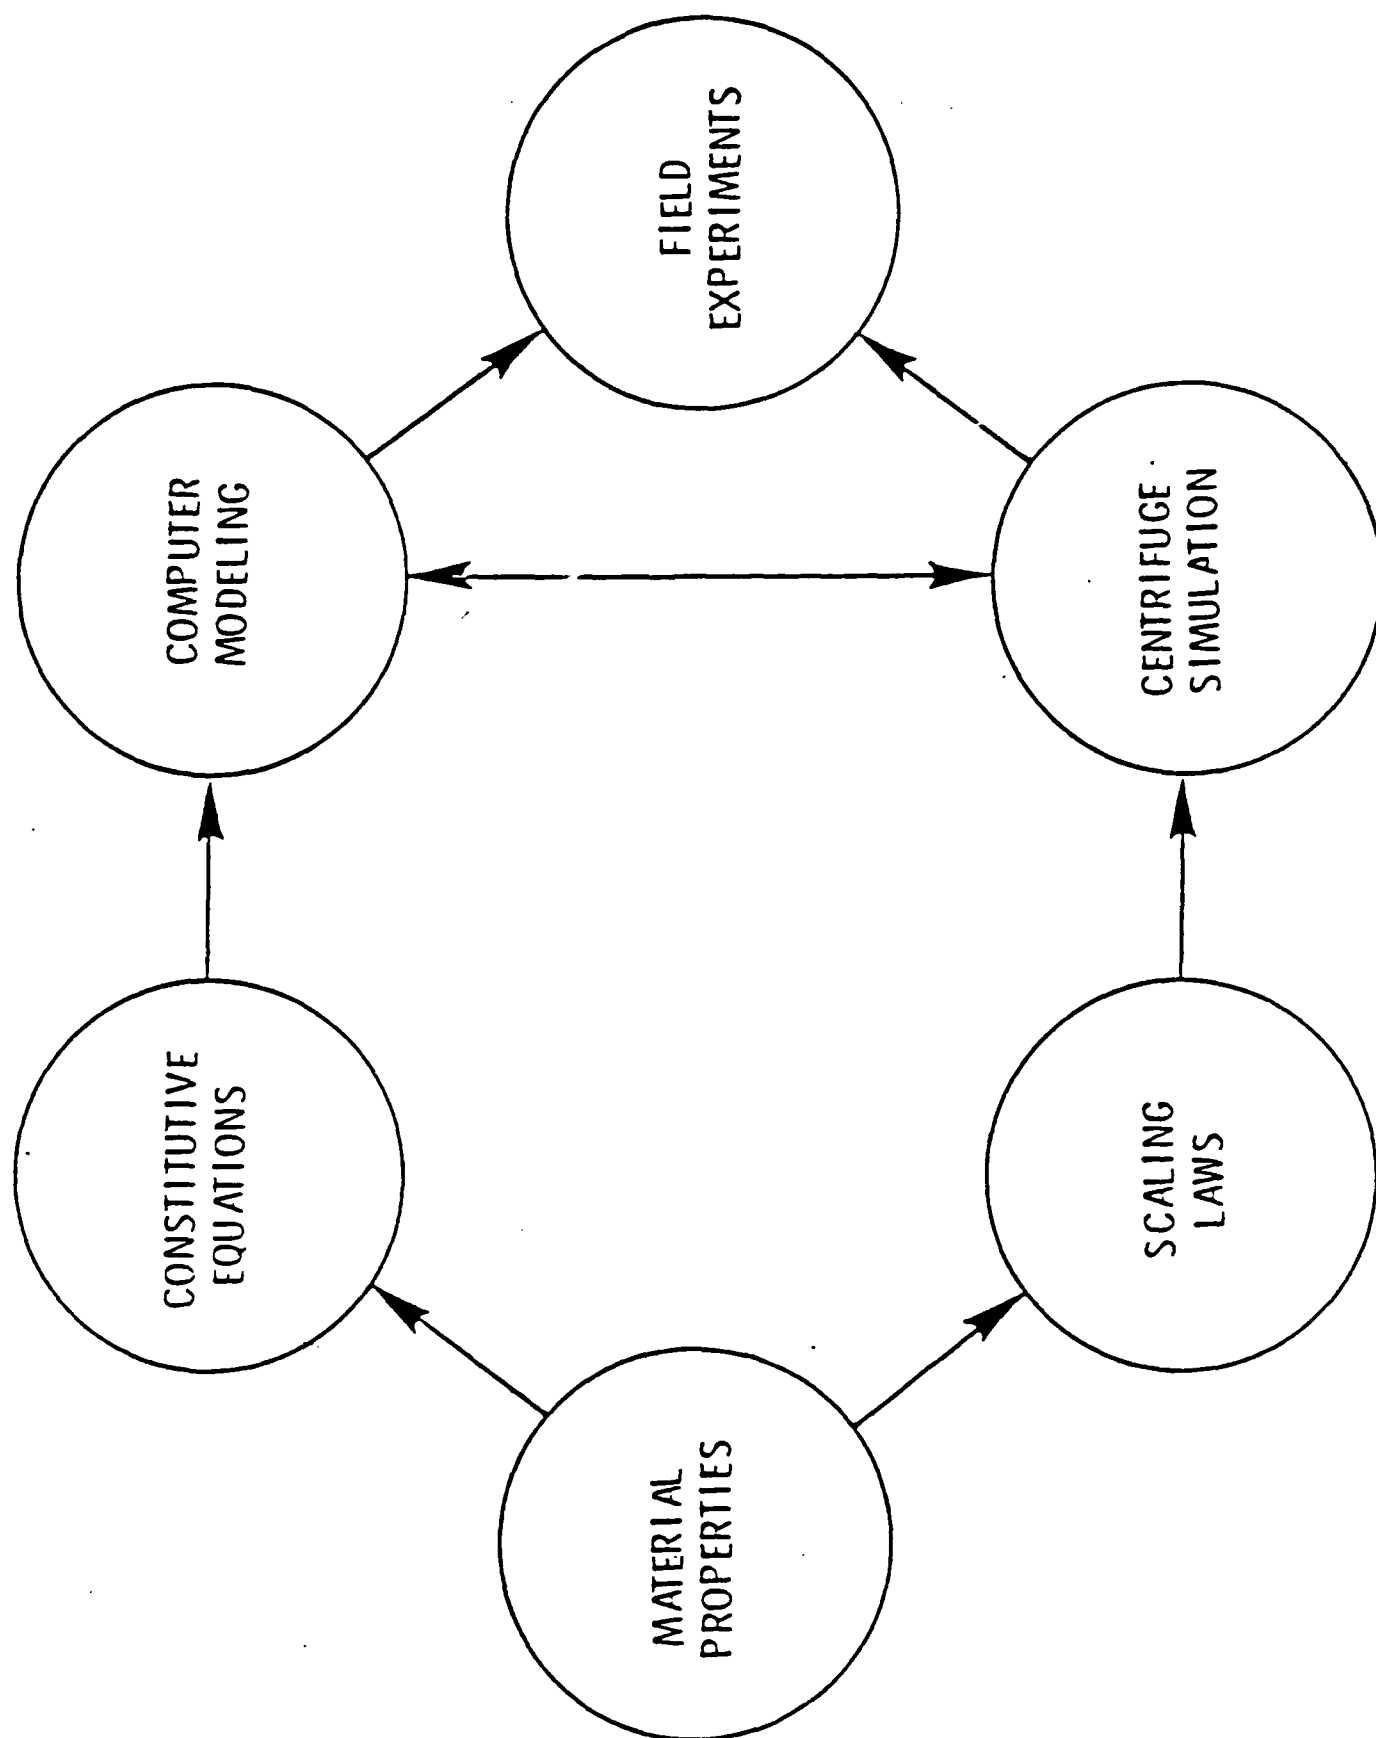 CONSTITUTIVE
EQUATIONS
COMPUTER
MODELING
MATERIAL
PROPERTIES
FIELD
EXPERIMENTS
SCALING
LAWS
CENTRIFUGE
SIMULATION